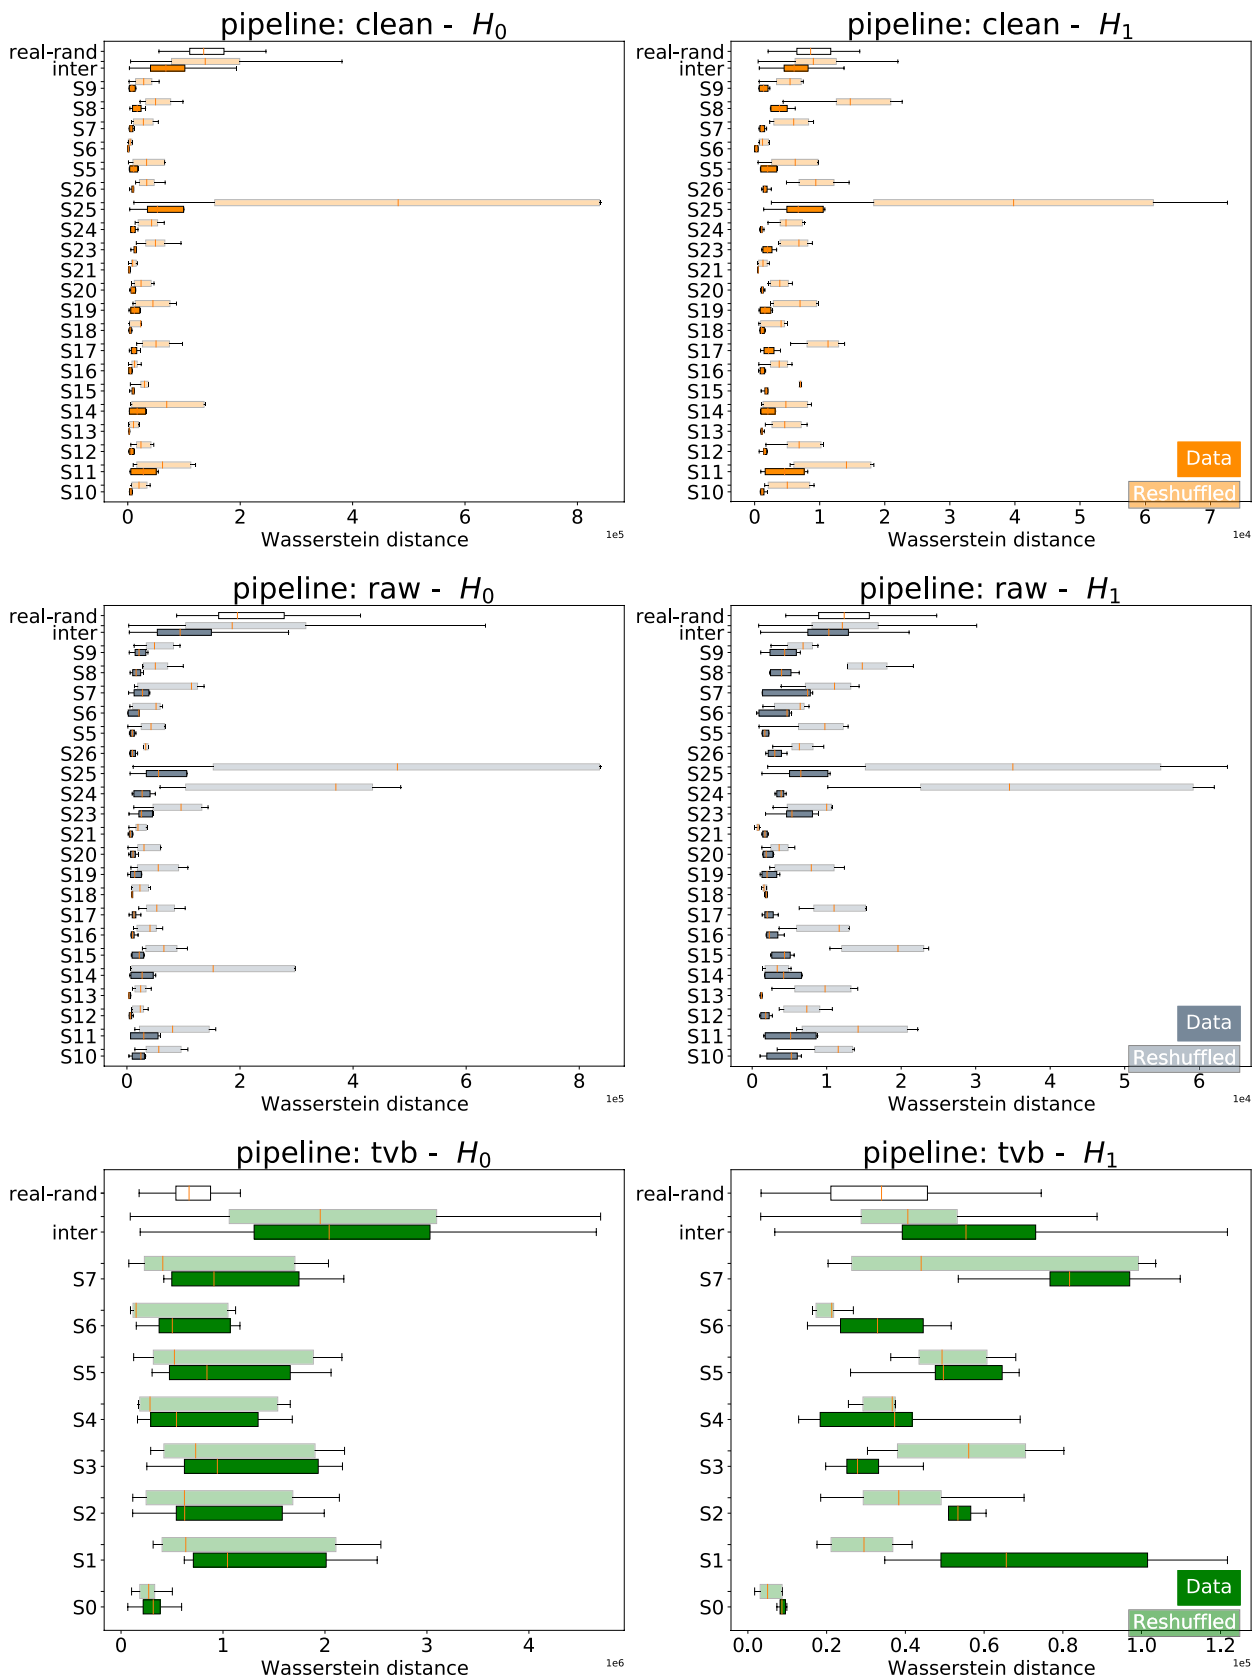 pipeline: clean - H₀
real-rand
inter
S9
S8
S7
S6
S5
S26
S25
S24
S23
S21
S20
S19
S18
S17
S16
S15
S14
S13
S12
S11
S10
0 2 4 6 8
1e5
Wasserstein distance
pipeline: clean - H₁
real-rand
inter
S9
S8
S7
S6
S5
S26
S25
S24
S23
S21
S20
S19
S18
S17
S16
S15
S14
S13
S12
S11
S10
Data
Reshuffled
0 1 2 3 4 5 6 7
1e4
Wasserstein distance
pipeline: raw - H₀
real-rand
inter
S9
S8
S7
S6
S5
S26
S25
S24
S23
S21
S20
S19
S18
S17
S16
S15
S14
S13
S12
S11
S10
0 2 4 6 8
1e5
Wasserstein distance
pipeline: raw - H₁
real-rand
inter
S9
S8
S7
S6
S5
S26
S25
S24
S23
S21
S20
S19
S18
S17
S16
S15
S14
S13
S12
S11
S10
Data
Reshuffled
0 1 2 3 4 5 6
1e4
Wasserstein distance
pipeline: tvb - H₀
real-rand
inter
S7
S6
S5
S4
S3
S2
S1
S0
0 1 2 3 4
1e6
Wasserstein distance
pipeline: tvb - H₁
real-rand
inter
S7
S6
S5
S4
S3
S2
S1
S0
Data
Reshuffled
0.0 0.2 0.4 0.6 0.8 1.0 1.2
1e5
Wasserstein distance